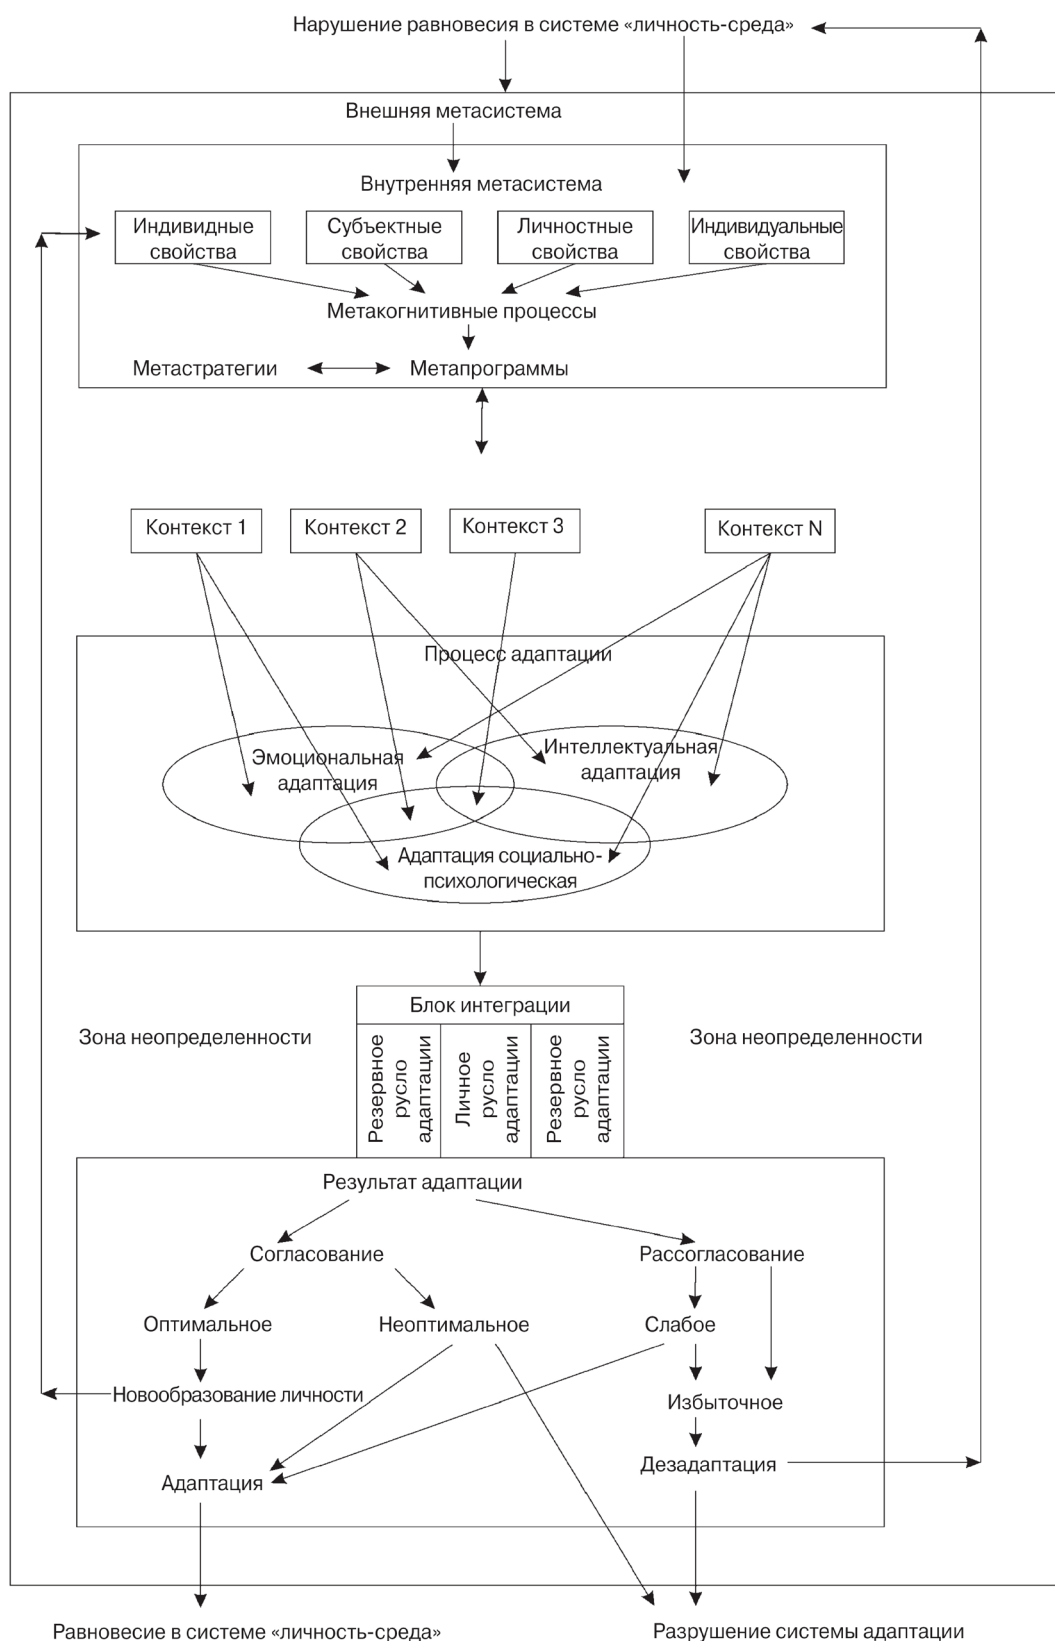 Нарушение равновесия в системе «личность-среда»
Внешняя метасистема
Внутренняя метасистема
Индивидные
свойства
Субъектные
свойства
Личностные
свойства
Индивидуальные
свойства
Метакогнитивные процессы
Метастратегии
Метапрограммы
Контекст 1
Контекст 2
Контекст 3
Контекст N
Процесс адаптации
Эмоциональная
адаптация
Интеллектуальная
адаптация
Адаптация социально-
психологическая
Блок интеграции
Зона неопределенности
Зона неопределенности
Резервное
русло
адаптации
Личное
русло
адаптации
Резервное
русло
адаптации
Результат адаптации
Согласование
Рассогласование
Оптимальное
Неоптимальное
Слабое
Новообразование личности
Избыточное
Адаптация
Дезадаптация
Равновесие в системе «личность-среда»
Разрушение системы адаптации